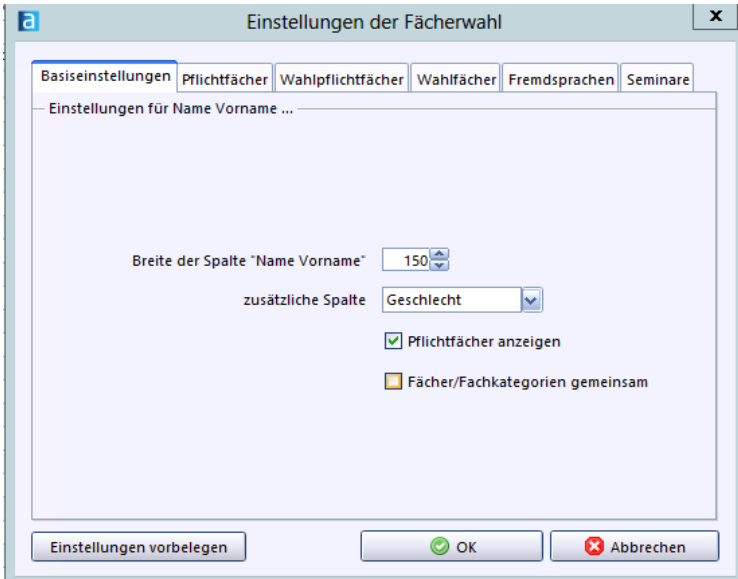 a Einstellungen der Fächerwahl x
Basiseinstellungen Pflichtfächer Wahlpflichtfächer Wahlfächer Fremdsprachen Seminare
Einstellungen für Name Vorname ...
Breite der Spalte "Name Vorname" 150
zusätzliche Spalte Geschlecht
Pflichtfächer anzeigen
Fächer/Fachkategorien gemeinsam
Einstellungen vorbelegen OK Abbrechen